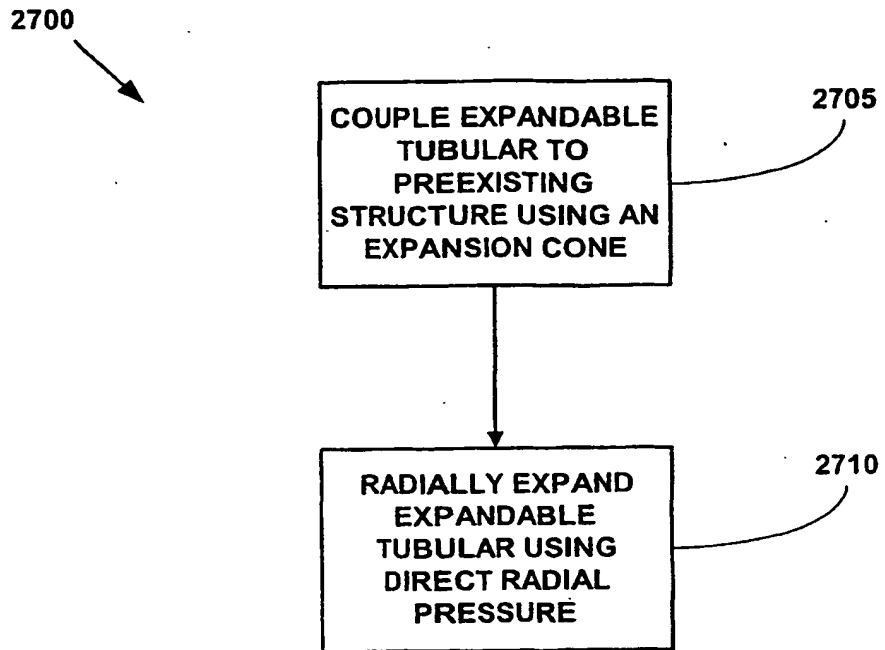 2700
COUPLE EXPANDABLE
TUBULAR TO
PREEXISTING
STRUCTURE USING AN
EXPANSION CONE
2705
RADIALLY EXPAND
EXPANDABLE
TUBULAR USING
DIRECT RADIAL
PRESSURE
2710